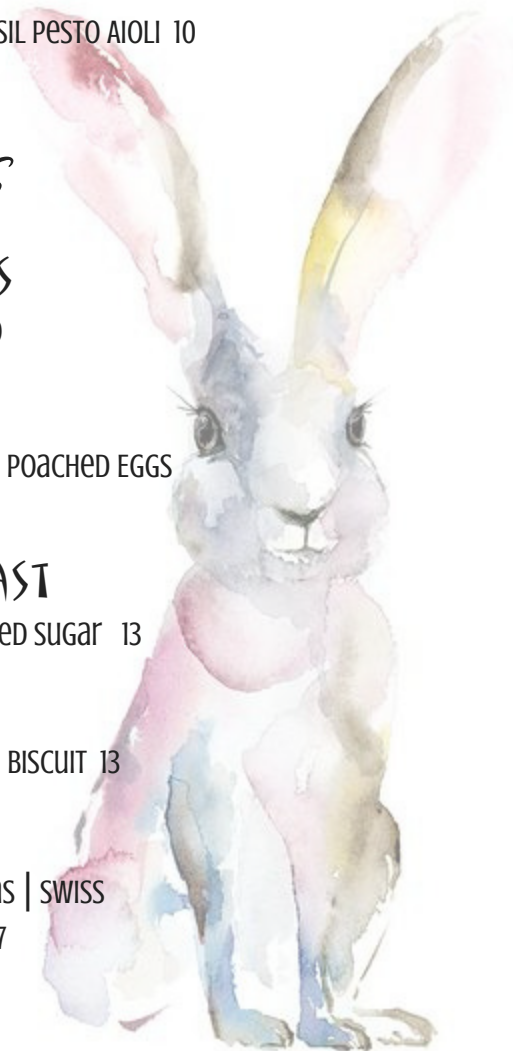 SIL PESTO AIOLI 10
S
POACHED EGGS
AST
ED SUGAR 13
BISCUIT 13
S | SWISS
7